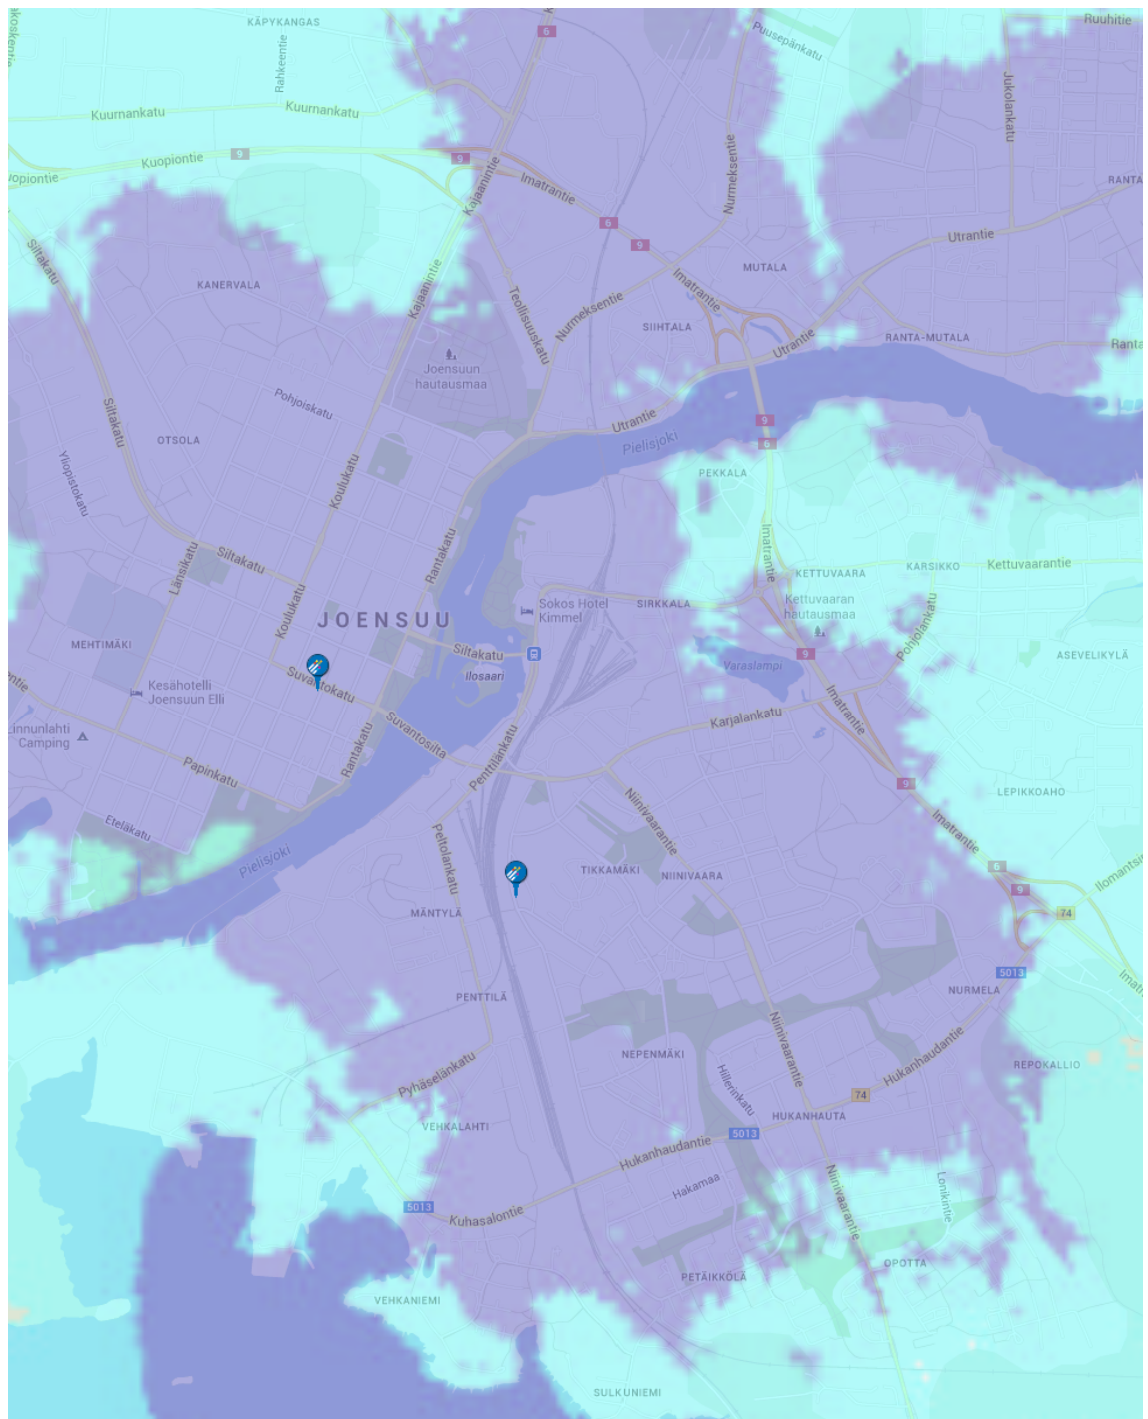 KÄPYKANGAS
Ruuhitie
Puusepänkatu
Rahkeentie
Jukolankatu
Kuurnankatu
Kuurnankatu
6
Kuopiontie
9
9
opiontie
Imatrantie
Kajaanintie
Nurmeksentie
RANTA
6
9
Utrantie
Siltakatu
MUTALA
KANERVALA
Kajaanintie
Teollisuuskatu
Imatrantie
Nurmeksentie
SIIHTALA
Utrantie
RANTA-MUTALA
Ranta
Joensuun
hautausmaa
Pohjoiskatu
Siltakatu
OTSOLA
Utrantie
9
6
Pielisjoki
Koulukatu
Yliopistokatu
PEKKALA
Imatrantie
Rantakatu
Länsikatu
Siltakatu
KETTUVAARA
KARSIKKO
Kettuvaarantie
Koulukatu
Sokos Hotel
Kimmel
SIRKKALA
Kettuvaaran
hautausmaa
Pohjolankatu
JOENSUU
MEHTIMÄKI
Siltakatu
9
ASEVELIKYLÄ
Ilosaari
Varaslampi
Suvantokatu
Kesähotelli
Joensuun Elli
Imatrantie
Linnunlahti
Camping
Suvantosilta
Karjalankatu
Rantakatu
Papinkatu
Penttilänkatu
9
LEPIKKOAHO
Niinivaarantie
Eteläkatu
Imatrantie
Peltolankatu
Pielisjoki
TIKKAMÄKI
NIINIVAARA
6
9
Ilomantsi
MÄNTYLÄ
74
5013
Imatr
PENTTILÄ
NURMELA
Niinivaarantie
NEPENMÄKI
Hukanhaudantie
REPOKALLIO
Pyhäselänkatu
Hillerinkatu
74
HUKANHAUTA
VEHKALAHTI
5013
Hukanhaudantie
Hakamaa
Niinivaarantie
Lonikintie
5013
Kuhasalontie
OPOTTA
PETÄIKKÖLÄ
VEHKANIEMI
SULKUNIEMI